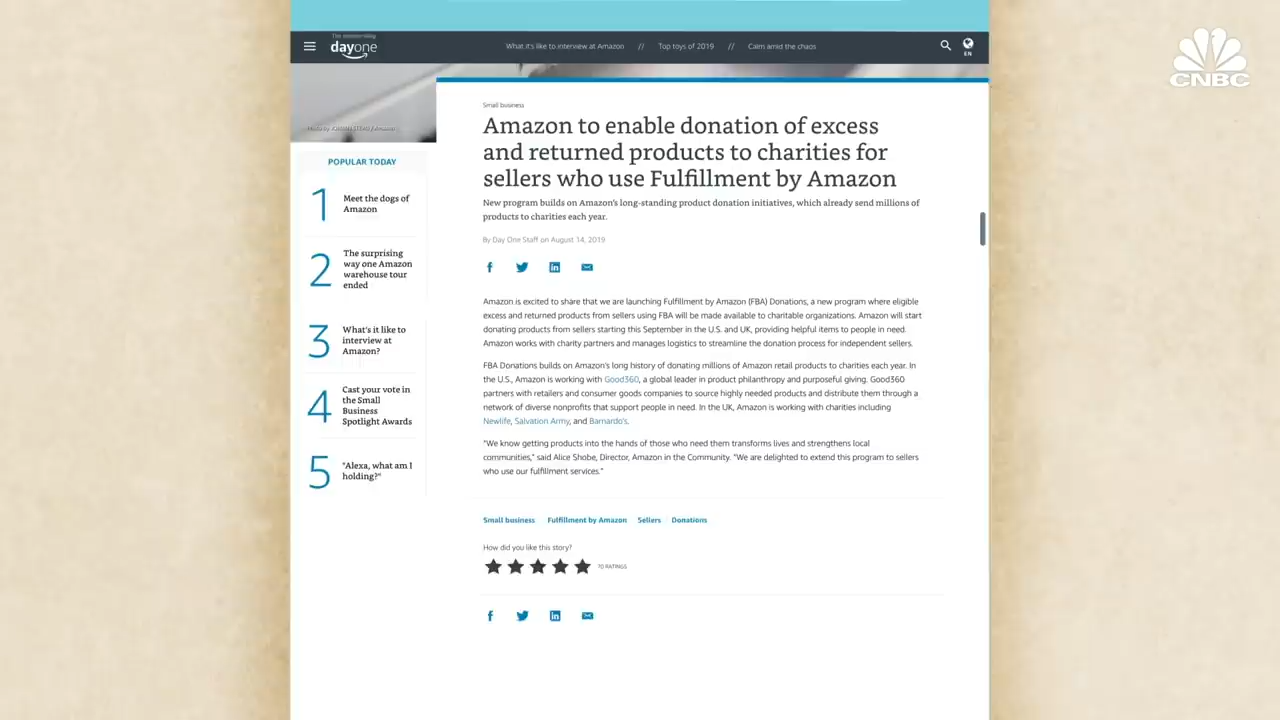 dayone
What it's like to interview at Amazon // Top toys of 2019 // Calm amid the chaos
EN
CNBC
Small business
Amazon to enable donation of excess
and returned products to charities for
sellers who use Fulfillment by Amazon
New program builds on Amazon's long-standing product donation initiatives, which already send millions of
products to charities each year.
By Day One Staff on August 14, 2019
POPULAR TODAY
1 Meet the dogs of
Amazon
2 The surprising
way one Amazon
warehouse tour
ended
3 What's it like to
interview at
Amazon?
4 Cast your vote in
the Small
Business
Spotlight Awards
5 "Alexa, what am I
holding?"
Amazon is excited to share that we are launching Fulfillment by Amazon (FBA) Donations, a new program where eligible
excess and returned products from sellers using FBA will be made available to charitable organizations. Amazon will start
donating products from sellers starting this September in the U.S. and UK, providing helpful items to people in need.
Amazon works with charity partners and manages logistics to streamline the donation process for independent sellers.
FBA Donations builds on Amazon's long history of donating millions of Amazon retail products to charities each year. In
the U.S., Amazon is working with Good360, a global leader in product philanthropy and purposeful giving. Good360
partners with retailers and consumer goods companies to source highly needed products and distribute them through a
network of diverse nonprofits that support people in need. In the UK, Amazon is working with charities including
Newlife, Salvation Army, and Barnardo's.
"We know getting products into the hands of those who need them transforms lives and strengthens local
communities," said Alice Shobe, Director, Amazon in the Community. "We are delighted to extend this program to sellers
who use our fulfillment services."
Small business Fulfillment by Amazon Sellers Donations
How did you like this story?
10 RATINGS